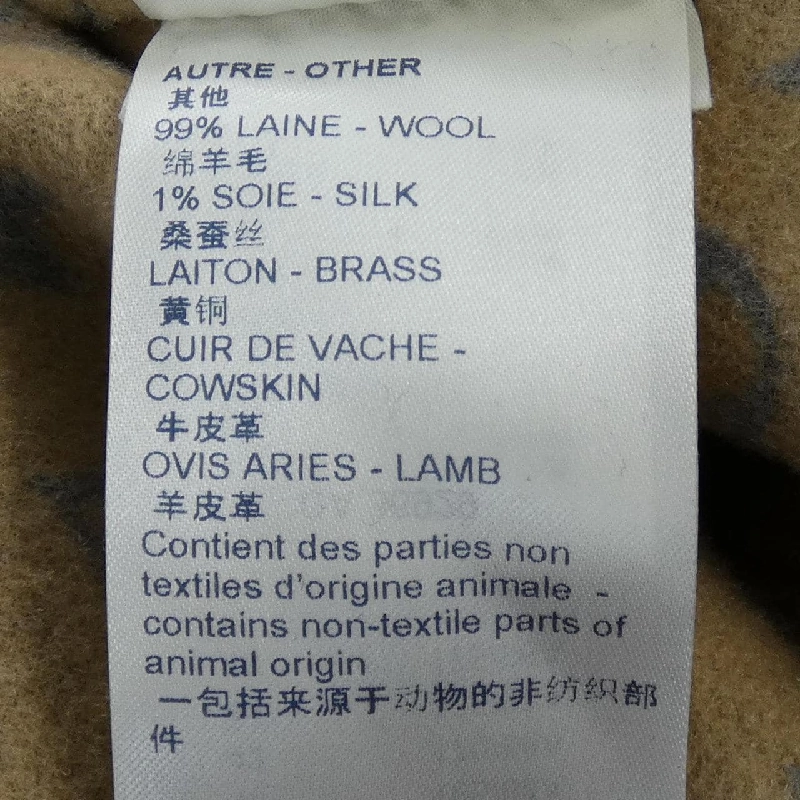 AUTRE - OTHER
其他
99% LAINE - WOOL
绵羊毛
1% SOIE - SILK
桑蚕丝
LAITON - BRASS
黄铜
CUIR DE VACHE -
COWSKIN
牛皮革
OVIS ARIES - LAMB
羊皮革
Contient des parties non
textiles d'origine animale -
contains non-textile parts of
animal origin
一包括来源于动物的非纺织部
件